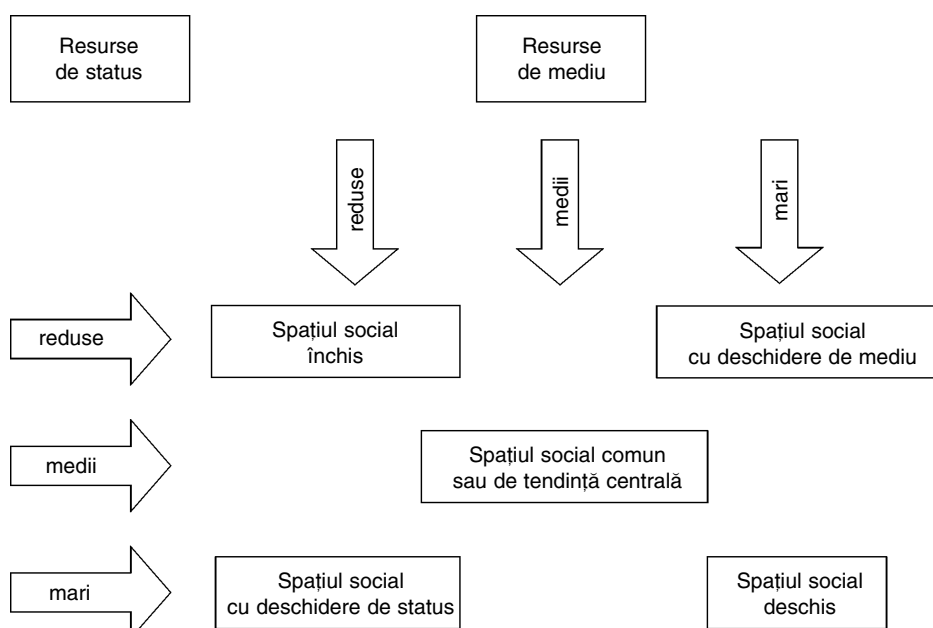 Resurse
de status
Resurse
de mediu
reduse
medii
mari
reduse
Spațiul social
închis
Spațiul social
cu deschidere de mediu
medii
Spațiul social comun
sau de tendință centrală
mari
Spațiul social
cu deschidere de status
Spațiul social
deschis